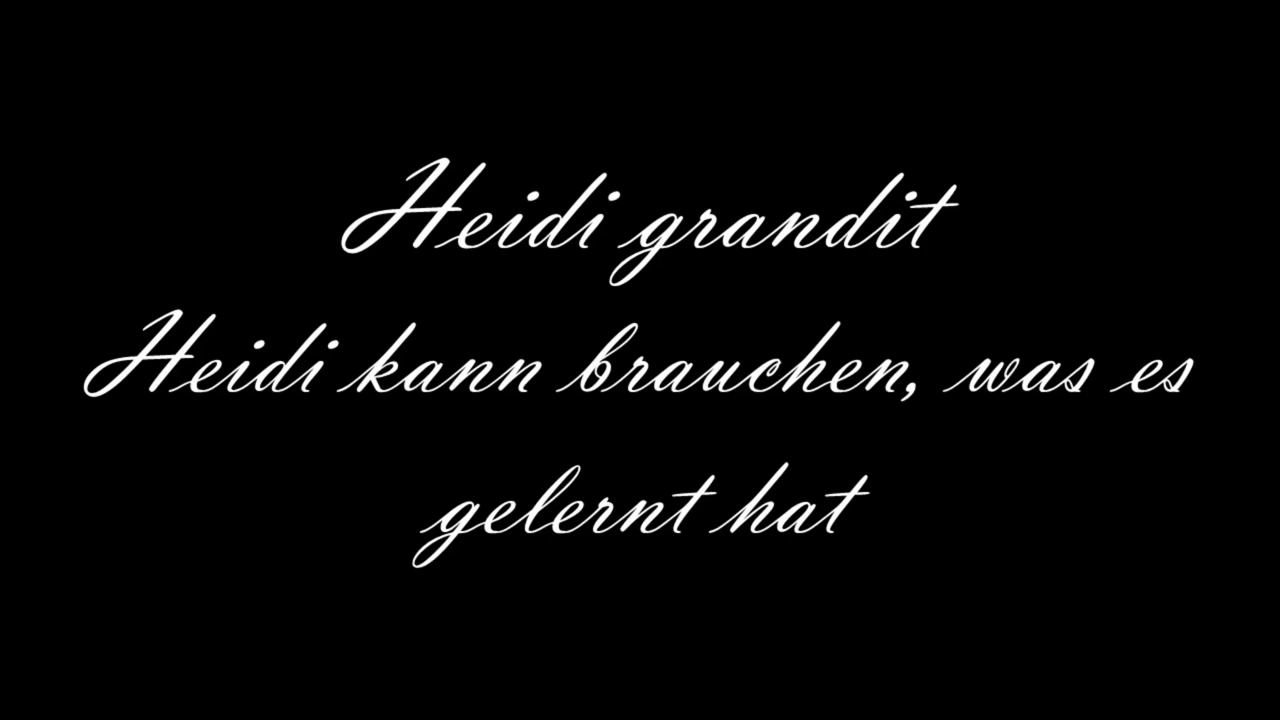 Heidi grandit
Heidi kann brauchen, was es
gelernt hat